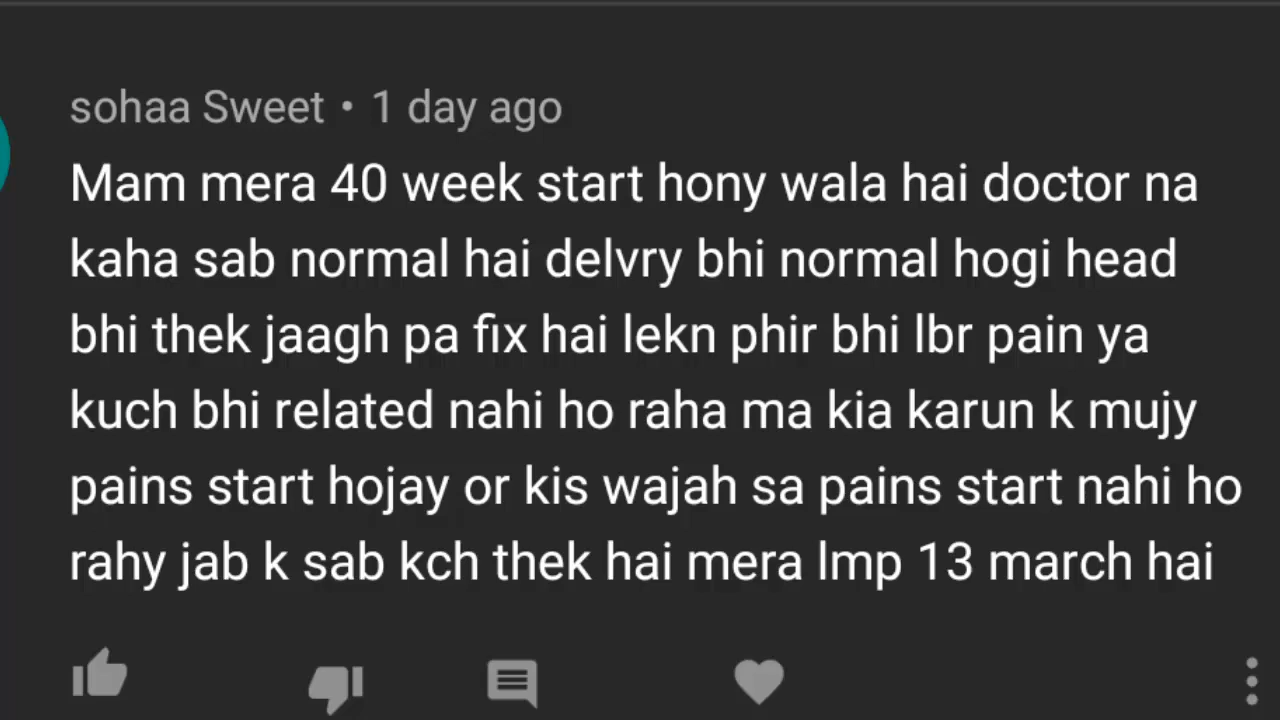 sohaa Sweet • 1 day ago
Mam mera 40 week start hony wala hai doctor na
kaha sab normal hai delvry bhi normal hogi head
bhi thek jaagh pa fix hai lekn phir bhi lbr pain ya
kuch bhi related nahi ho raha ma kia karun k mujy
pains start hojay or kis wajah sa pains start nahi ho
rahy jab k sab kch thek hai mera lmp 13 march hai